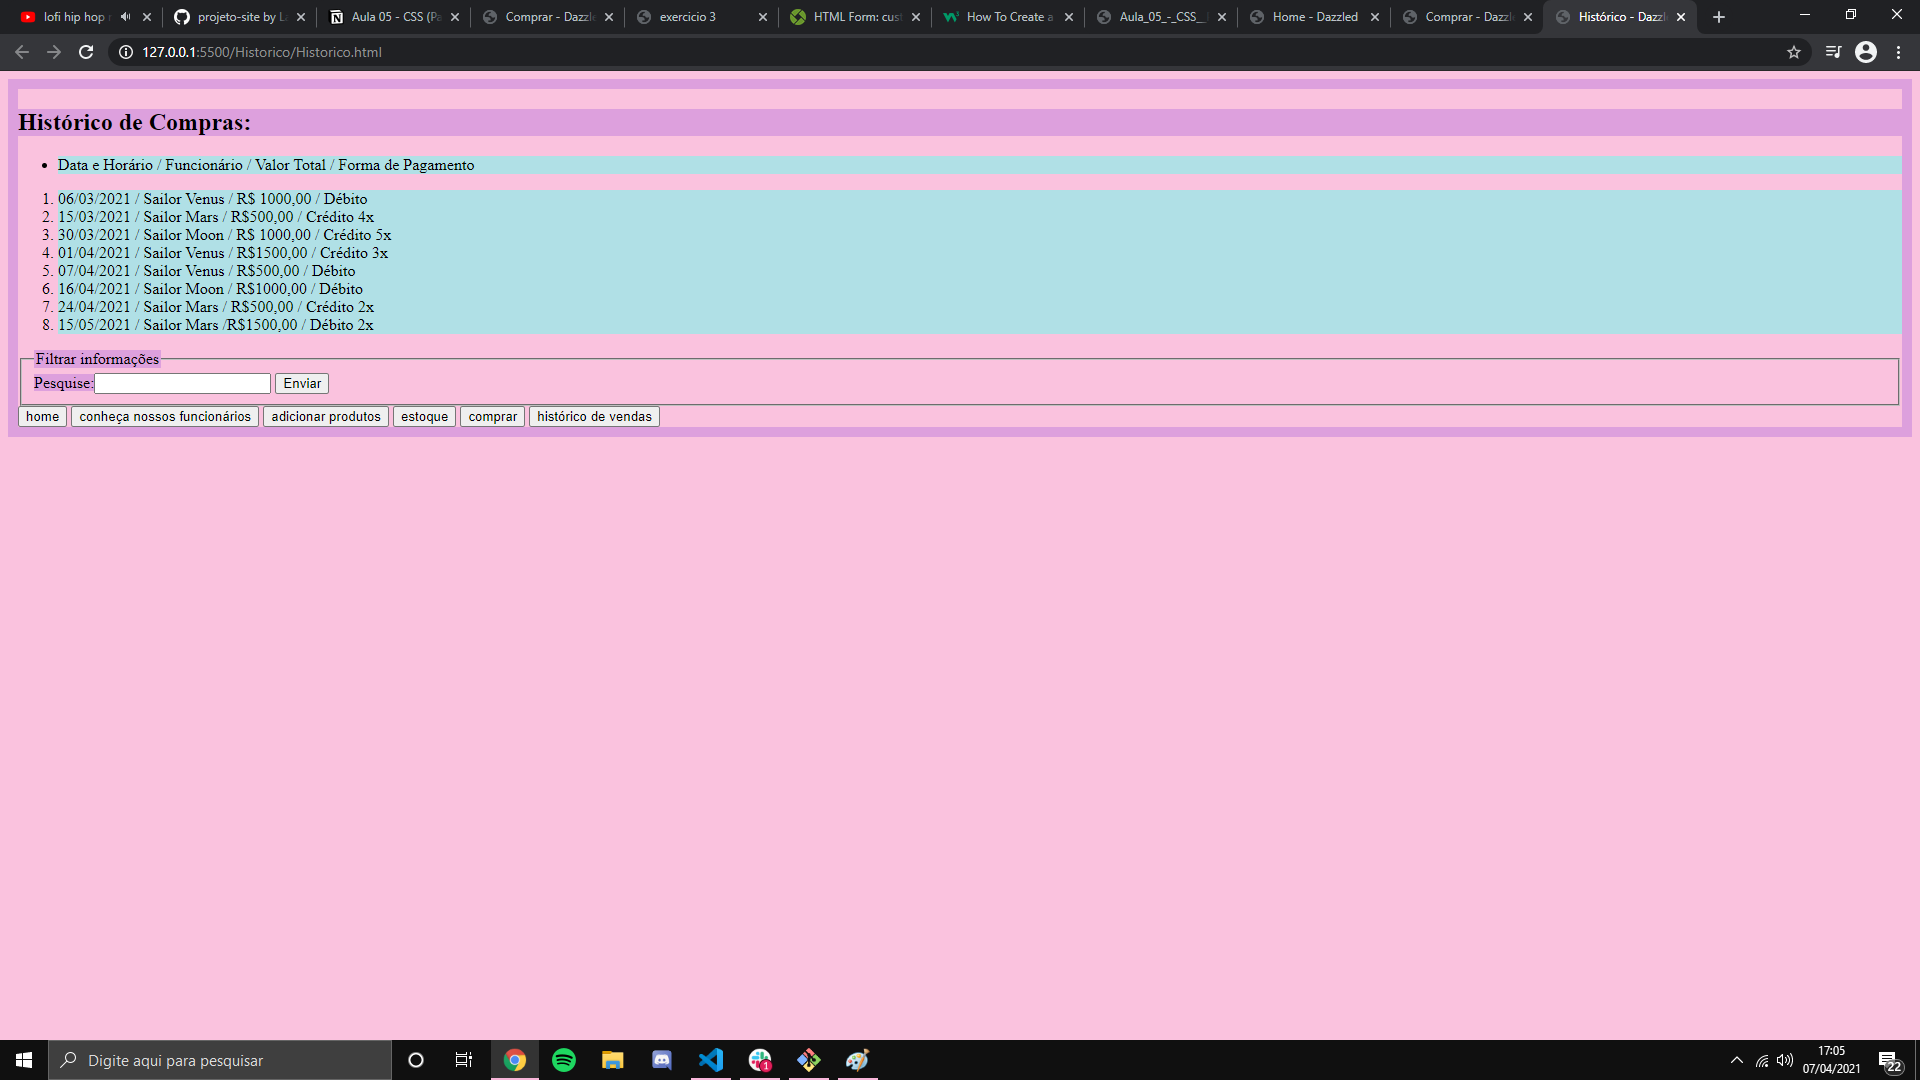 lofi hip hop r
projeto-site by La
Aula 05 - CSS (Pa
Comprar - Dazzle
exercicio 3
HTML Form: cust
How To Create a
Aula_05_-_CSS__
Home - Dazzled
Comprar - Dazzl
Histórico - Dazzle
127.0.0.1:5500/Historico/Historico.html
Histórico de Compras:
• Data e Horário / Funcionário / Valor Total / Forma de Pagamento
1. 06/03/2021 / Sailor Venus / R$ 1000,00 / Débito
2. 15/03/2021 / Sailor Mars / R$500,00 / Crédito 4x
3. 30/03/2021 / Sailor Moon / R$ 1000,00 / Crédito 5x
4. 01/04/2021 / Sailor Venus / R$1500,00 / Crédito 3x
5. 07/04/2021 / Sailor Venus / R$500,00 / Débito
6. 16/04/2021 / Sailor Moon / R$1000,00 / Débito
7. 24/04/2021 / Sailor Mars / R$500,00 / Crédito 2x
8. 15/05/2021 / Sailor Mars /R$1500,00 / Débito 2x
Filtrar informações
Pesquise: Enviar
home conheça nossos funcionários adicionar produtos estoque comprar histórico de vendas
Digite aqui para pesquisar
1
17:05
07/04/2021
22